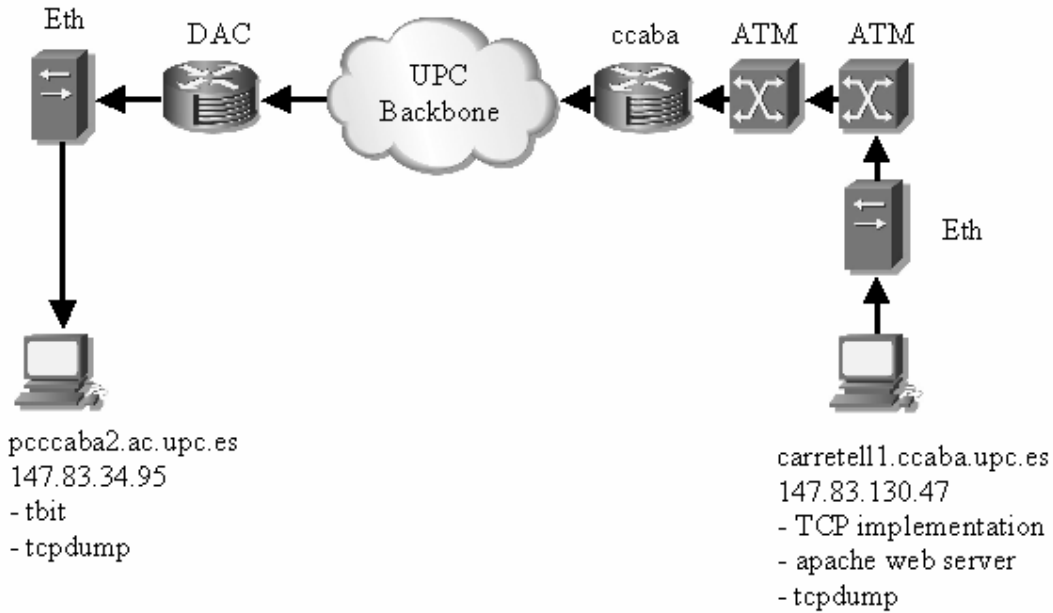 Eth
DAC
UPC
Backbone
ccaba
ATM
ATM
Eth
pcccaba2.ac.upc.es
147.83.34.95
- tbit
- tcpdump
carretell1.ccaba.upc.es
147.83.130.47
- TCP implementation
- apache web server
- tcpdump